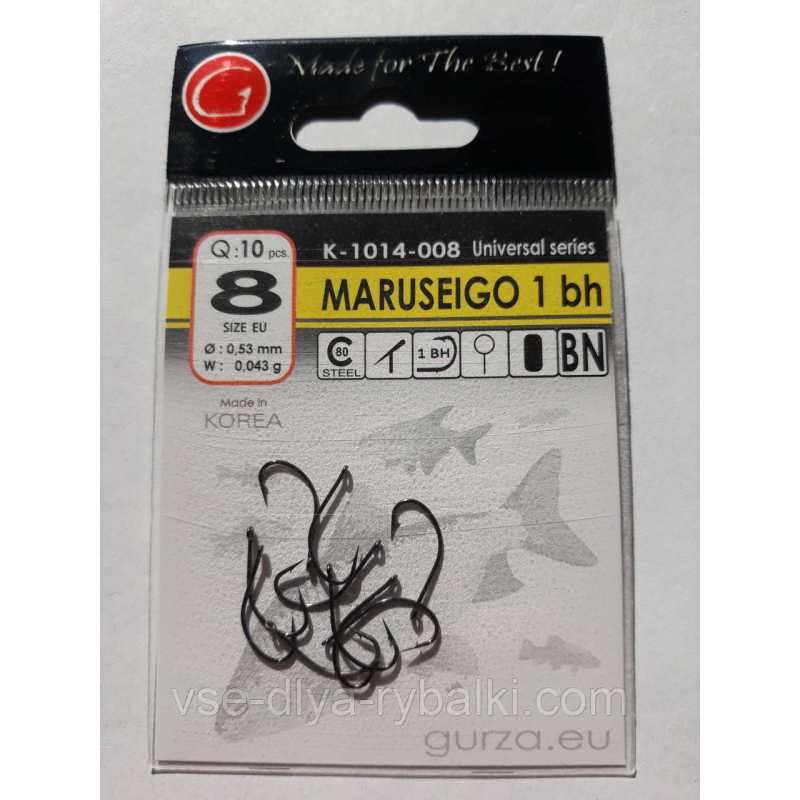 G
Made for The Best!
Q:10 pcs.
8
SIZE EU
Ø : 0,53 mm
W : 0,043 g
Made in
KOREA
K-1014-008 Universal series
MARUSEIGO 1 bh
C 80
STEEL
1 BH
BN
vse-dlya-rybalki.com
gurza.eu